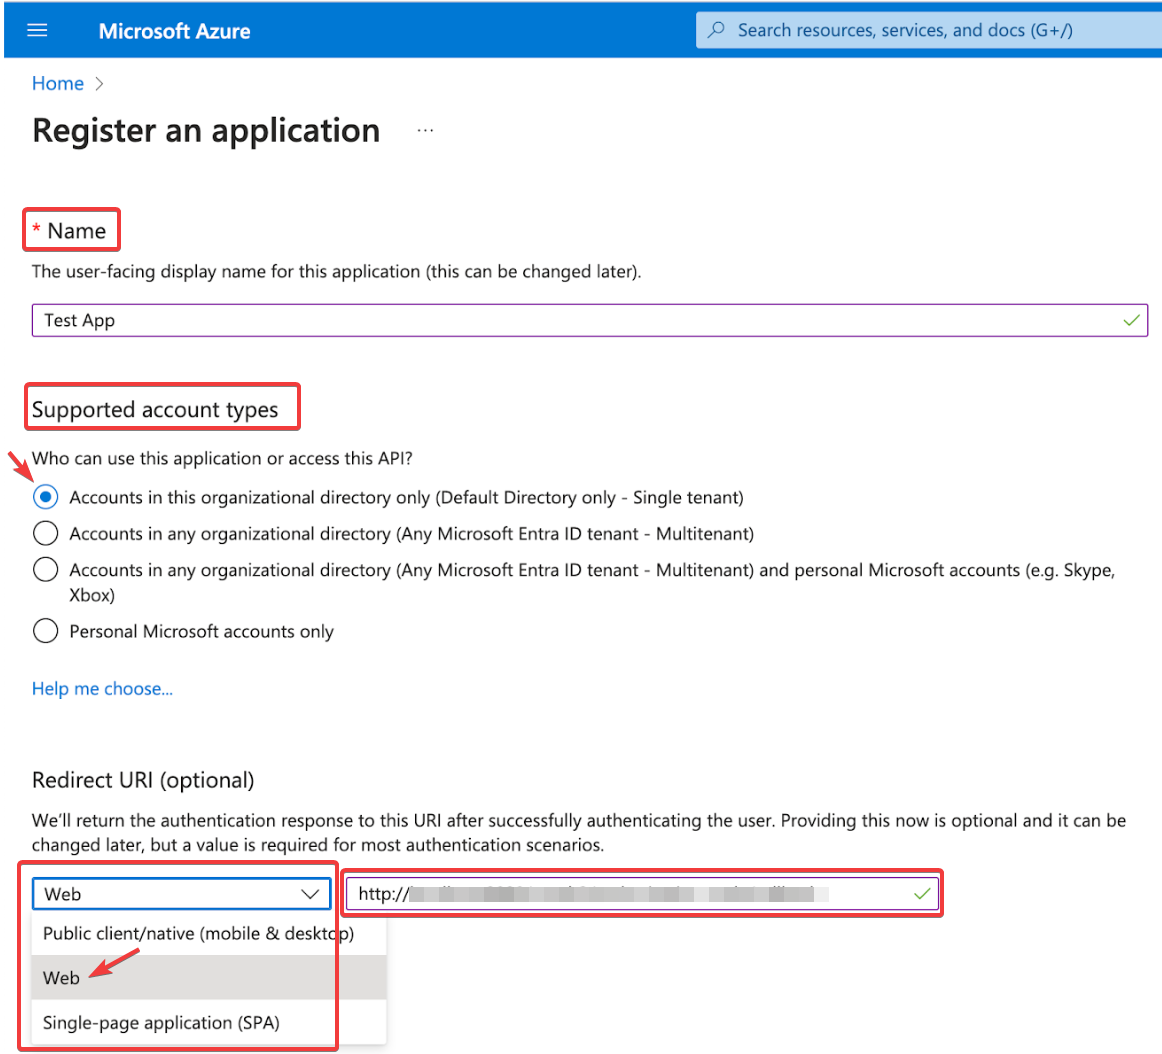 Microsoft Azure
Search resources, services, and docs (G+/)
Home
Register an application
...
* Name
The user-facing display name for this application (this can be changed later).
Test App
Supported account types
Who can use this application or access this API?
Accounts in this organizational directory only (Default Directory only - Single tenant)
Accounts in any organizational directory (Any Microsoft Entra ID tenant - Multitenant)
Accounts in any organizational directory (Any Microsoft Entra ID tenant - Multitenant) and personal Microsoft accounts (e.g. Skype,
Xbox)
Personal Microsoft accounts only
Help me choose...
Redirect URI (optional)
We'll return the authentication response to this URI after successfully authenticating the user. Providing this now is optional and it can be
changed later, but a value is required for most authentication scenarios.
Web
http://
Public client/native (mobile & desktop)
Web
Single-page application (SPA)